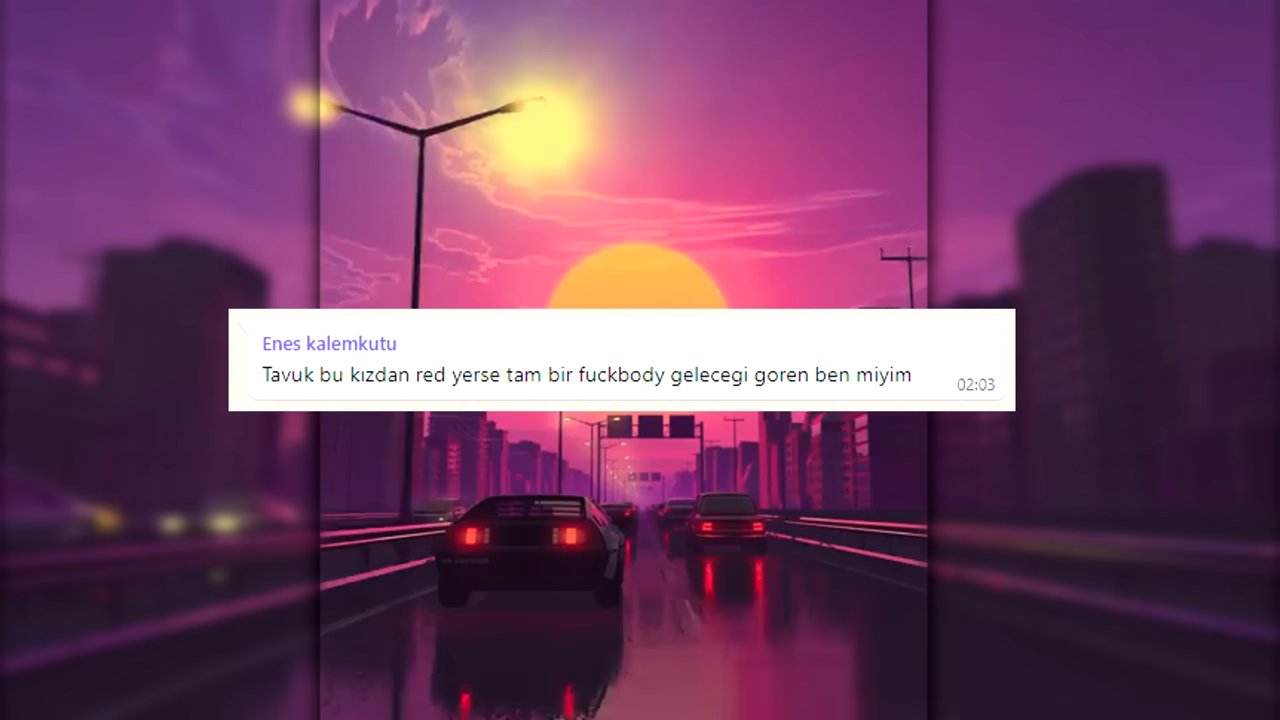 Enes kalemkutu
Tavuk bu kızdan red yerse tam bir fuckbody gelecegi goren ben miyim
02:03